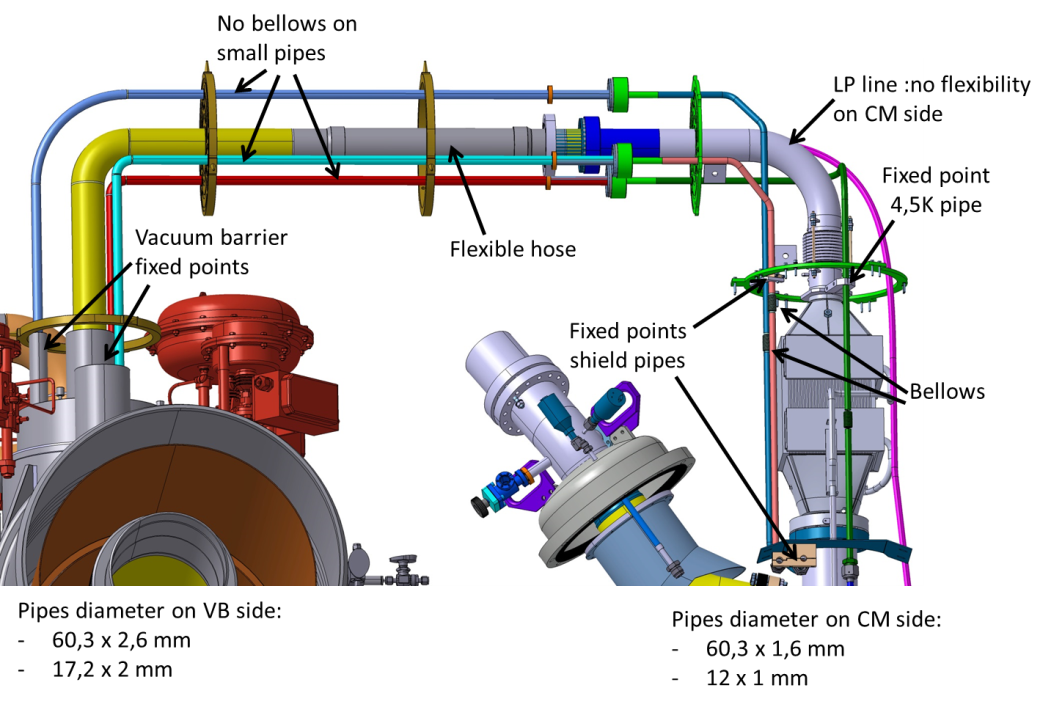 No bellows on
small pipes
LP line :no flexibility
on CM side
Fixed point
4,5K pipe
Vacuum barrier
fixed points
Flexible hose
Fixed points
shield pipes
Bellows
Pipes diameter on VB side:
- 60,3 x 2,6 mm
- 17,2 x 2 mm
Pipes diameter on CM side:
- 60,3 x 1,6 mm
- 12 x 1 mm